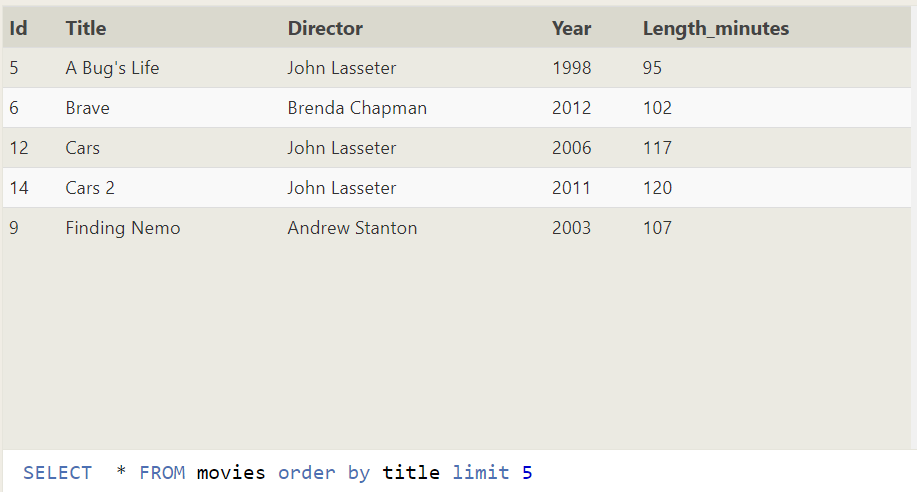 Id Title Director Year Length_minutes
5 A Bug's Life John Lasseter 1998 95
6 Brave Brenda Chapman 2012 102
12 Cars John Lasseter 2006 117
14 Cars 2 John Lasseter 2011 120
9 Finding Nemo Andrew Stanton 2003 107
SELECT  * FROM movies order by title limit 5